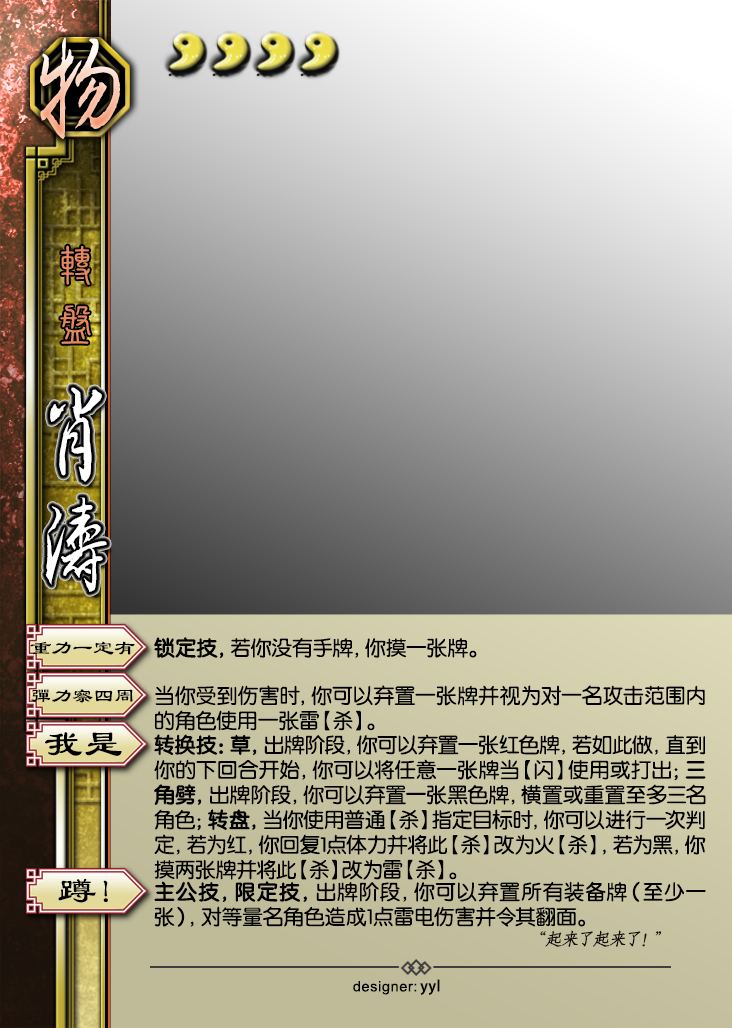 物
轉盤
肖濤
重力一定有
锁定技，若你没有手牌，你摸一张牌。
彈力察四周
当你受到伤害时，你可以弃置一张牌并视为对一名攻击范围内
的角色使用一张雷【杀】。
我是
转换技：草，出牌阶段，你可以弃置一张红色牌，若如此做，直到
你的下回合开始，你可以将任意一张牌当【闪】使用或打出；三
角劈，出牌阶段，你可以弃置一张黑色牌，横置或重置至多三名
角色；转盘，当你使用普通【杀】指定目标时，你可以进行一次判
定，若为红，你回复1点体力并将此【杀】改为火【杀】，若为黑，你
摸两张牌并将此【杀】改为雷【杀】。
蹲！
主公技，限定技，出牌阶段，你可以弃置所有装备牌（至少一
张），对等量名角色造成1点雷电伤害并令其翻面。
“起来了起来了！”
designer: yyl